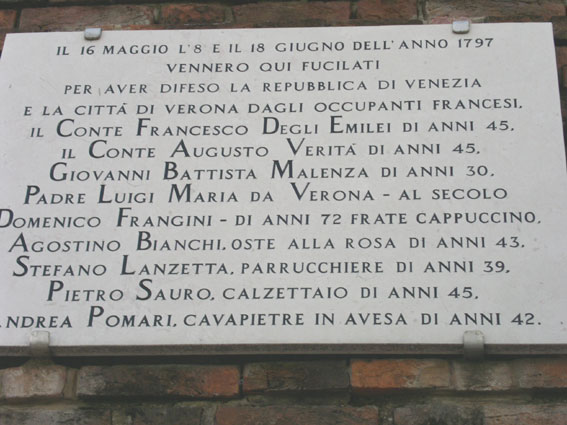 IL 16 MAGGIO L'8 E IL 18 GIUGNO DELL'ANNO 1797
VENNERO QUI FUCILATI
PER AVER DIFESO LA REPUBBLICA DI VENEZIA
E LA CITTÁ DI VERONA DAGLI OCCUPANTI FRANCESI.
IL CONTE FRANCESCO DEGLI EMILEI DI ANNI 45.
IL CONTE AUGUSTO VERITÁ DI ANNI 45.
GIOVANNI BATTISTA MALENZA DI ANNI 30.
PADRE LUIGI MARIA DA VERONA - AL SECOLO
DOMENICO FRANGINI - DI ANNI 72 FRATE CAPPUCCINO.
AGOSTINO BIANCHI, OSTE ALLA ROSA DI ANNI 43.
STEFANO LANZETTA, PARRUCCHIERE DI ANNI 39.
PIETRO SAURO, CALZETTAIO DI ANNI 45.
ANDREA POMARI, CAVAPIETRE IN AVESA DI ANNI 42.